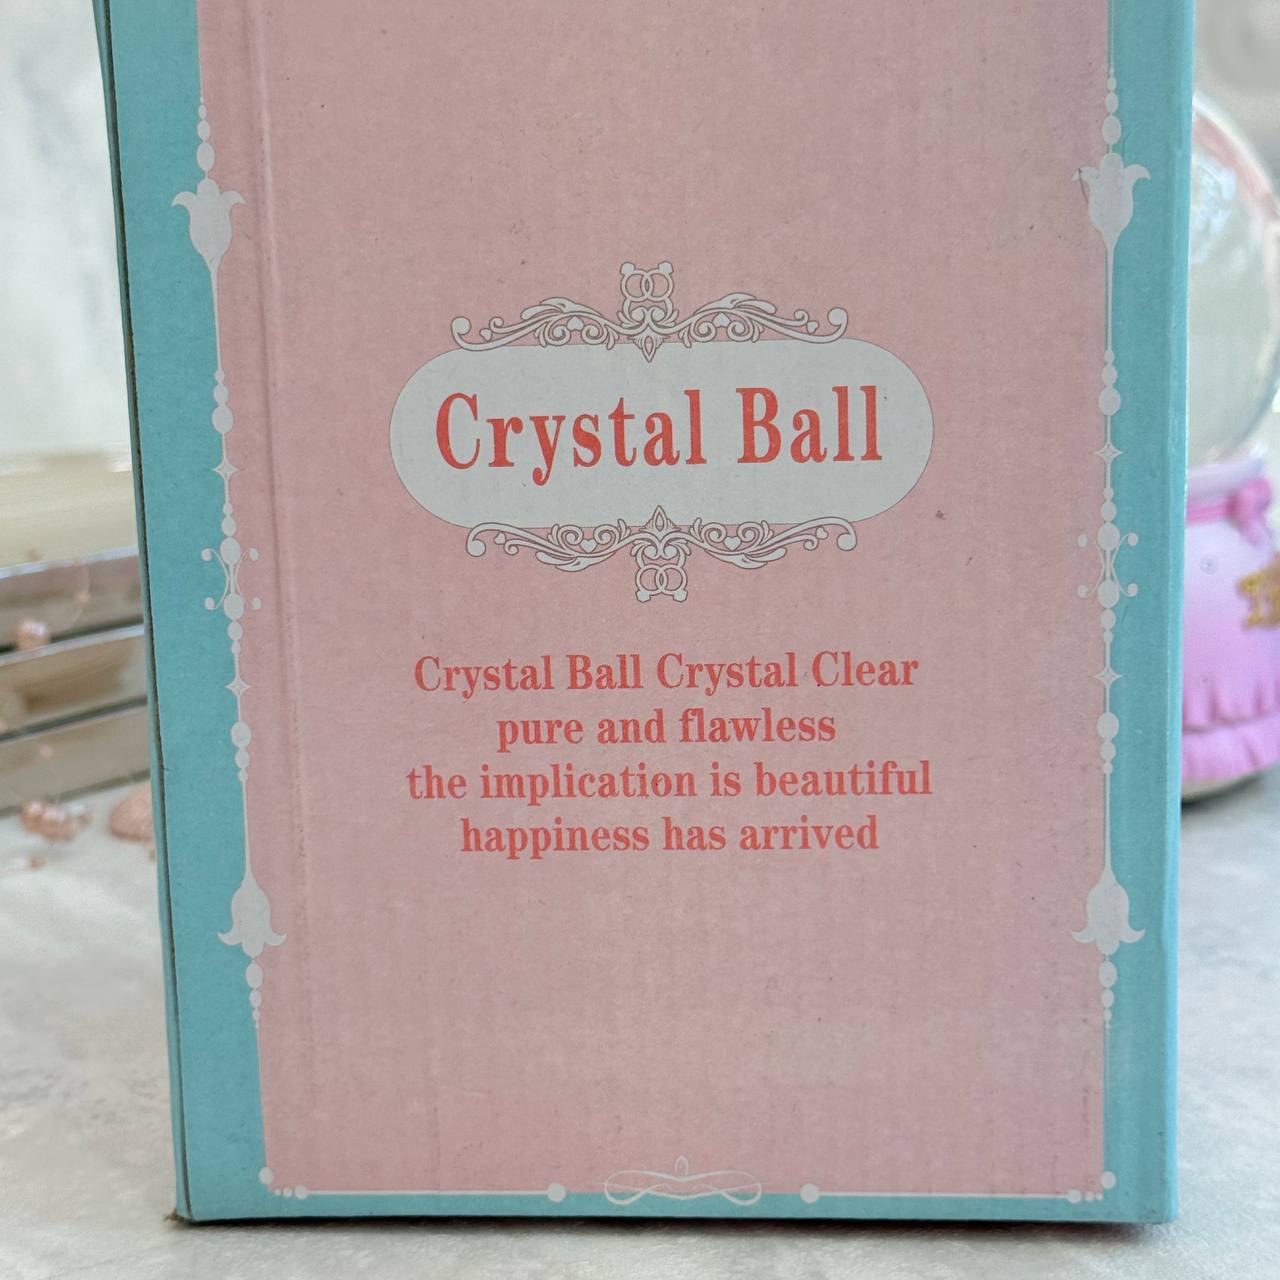 Crystal Ball
Crystal Ball Crystal Clear
pure and flawless
the implication is beautiful
happiness has arrived